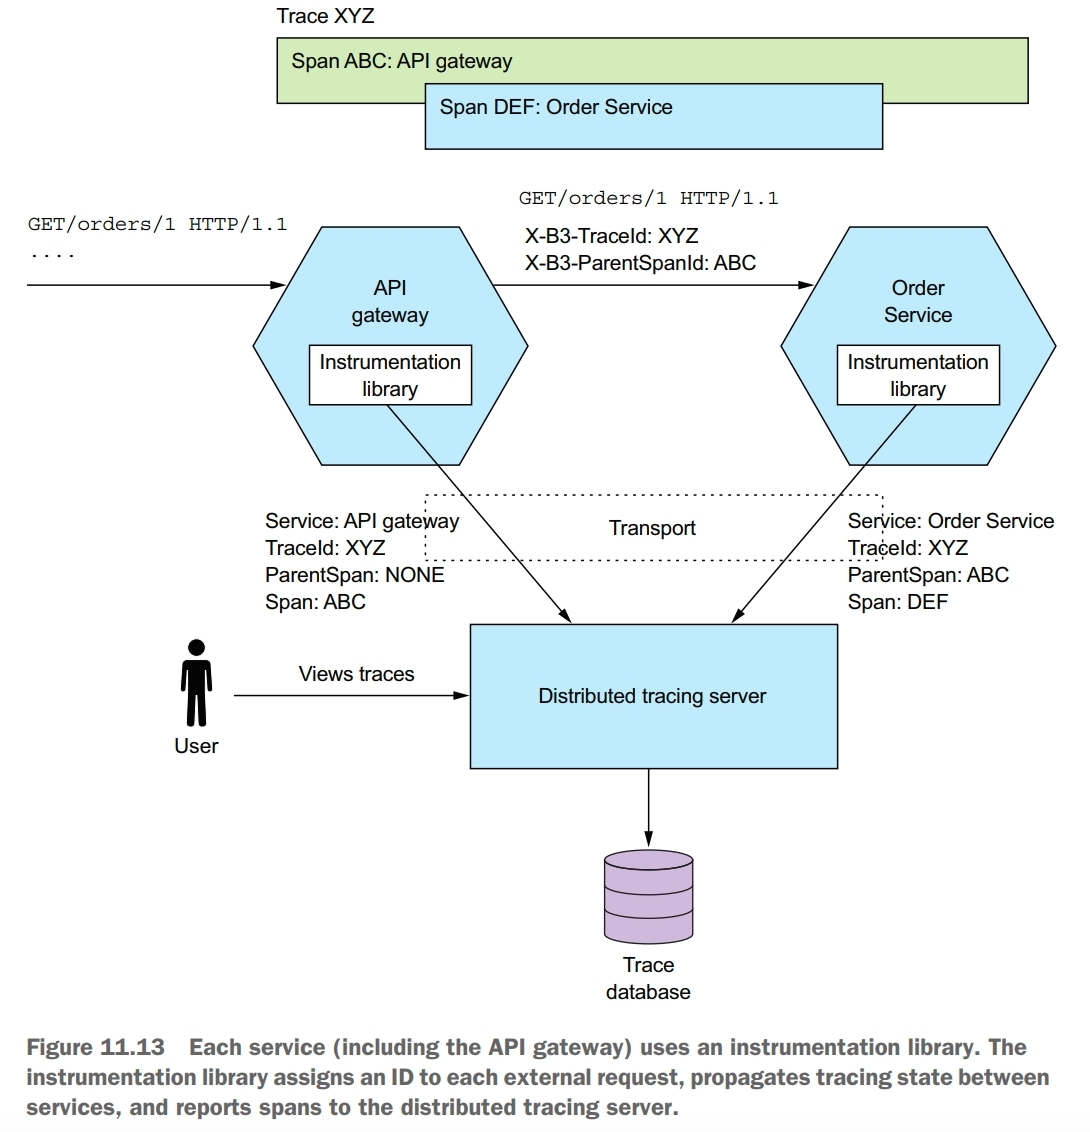 Trace XYZ
Span ABC: API gateway
Span DEF: Order Service
GET/orders/1 HTTP/1.1
....
GET/orders/1 HTTP/1.1
X-B3-TraceId: XYZ
X-B3-ParentSpanId: ABC
API
gateway
Instrumentation
library
Order
Service
Instrumentation
library
Service: API gateway
TraceId: XYZ
ParentSpan: NONE
Span: ABC
Transport
Service: Order Service
TraceId: XYZ
ParentSpan: ABC
Span: DEF
Views traces
User
Distributed tracing server
Trace
database
Figure 11.13 Each service (including the API gateway) uses an instrumentation library. The
instrumentation library assigns an ID to each external request, propagates tracing state between
services, and reports spans to the distributed tracing server.